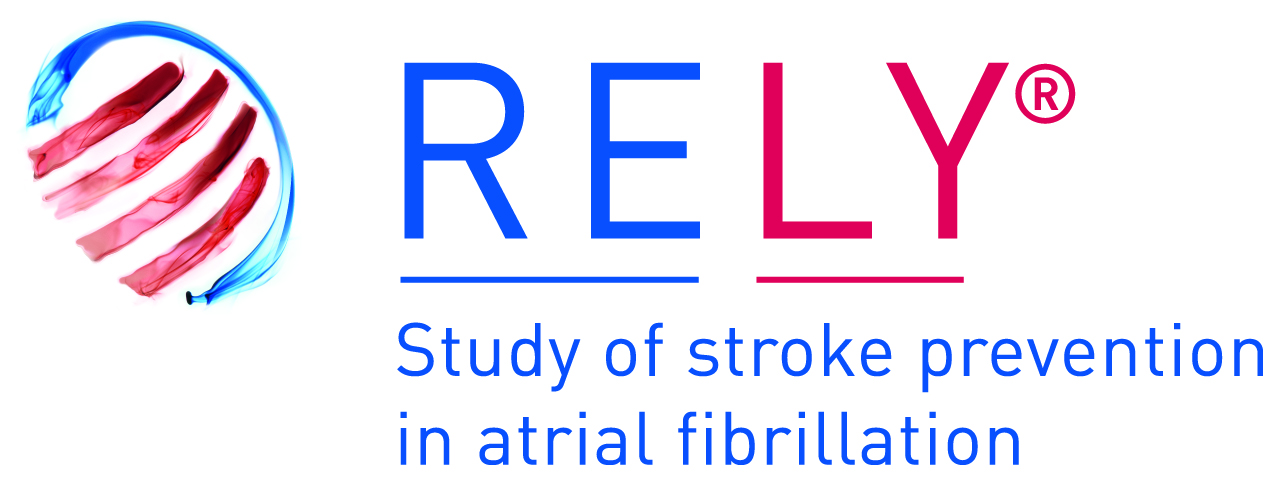 RELY®
Study of stroke prevention
in atrial fibrillation